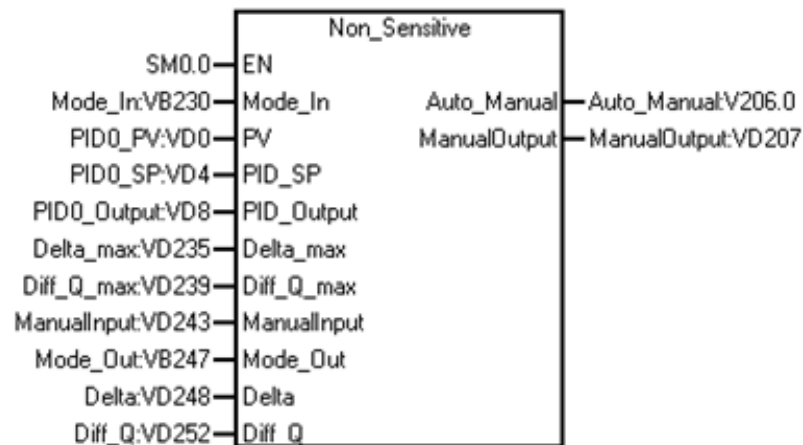 Non_Sensitive
SM0.0 EN
Mode_In:VB230 Mode_In Auto_Manual Auto_Manual:V206.0
PID0_PV:VD0 PV ManualOutput ManualOutput:VD207
PID0_SP:VD4 PID_SP
PID0_Output:VD8 PID_Output
Delta_max:VD235 Delta_max
Diff_Q_max:VD239 Diff_Q_max
ManualInput:VD243 ManualInput
Mode_Out:VB247 Mode_Out
Delta:VD248 Delta
Diff_Q:VD252 Diff_Q